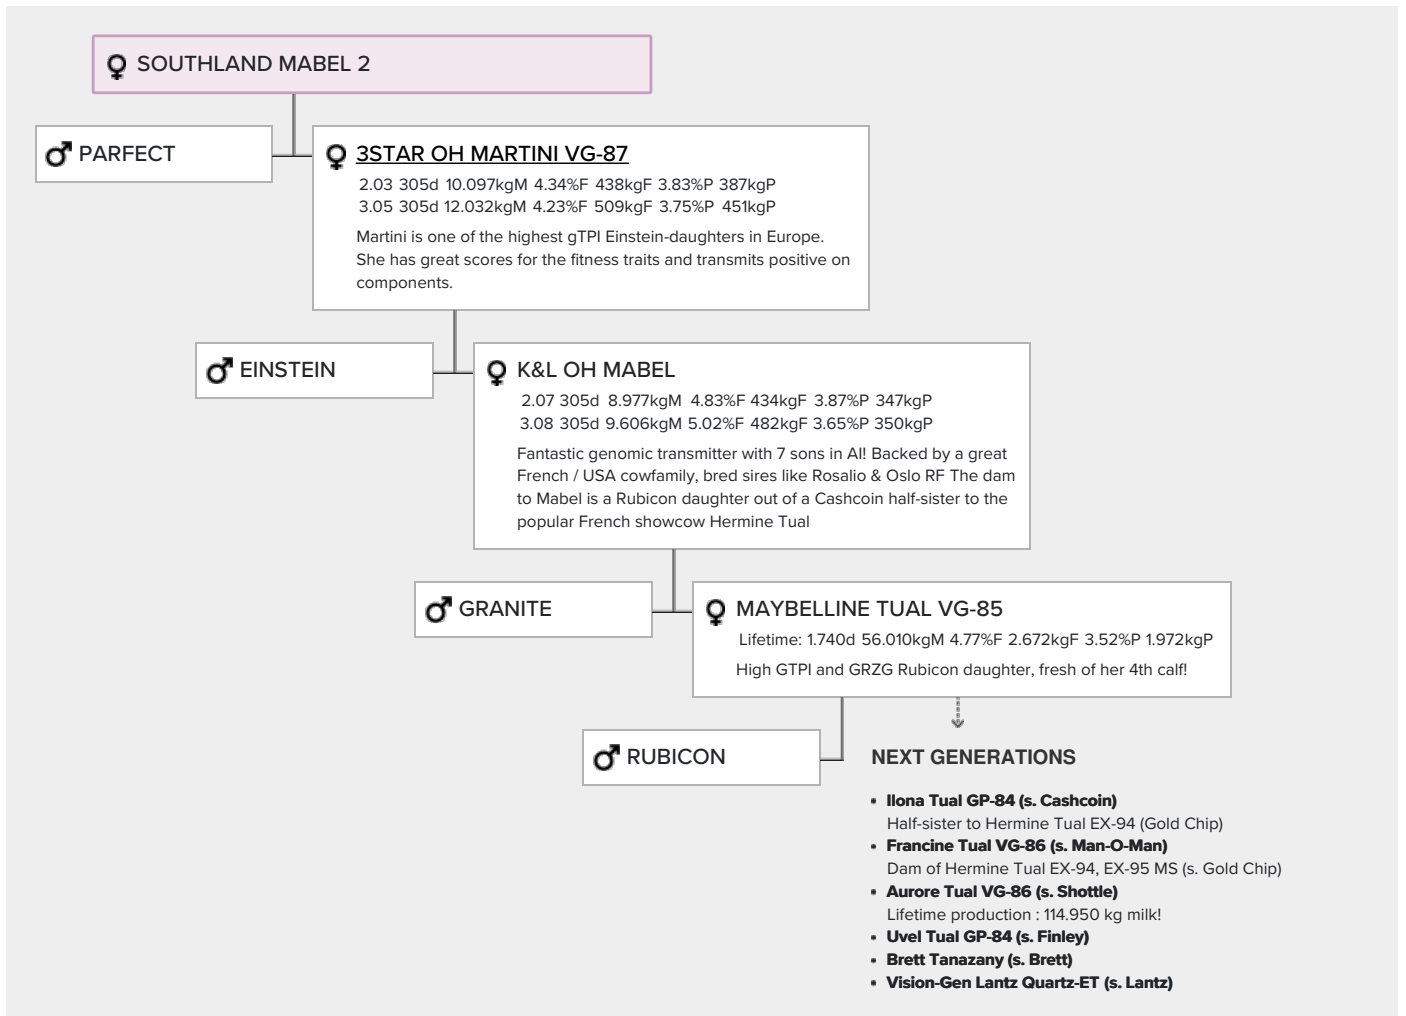 SOUTHLAND MABEL 2
PARFECT
3STAR OH MARTINI VG-87
2.03 305d 10.097kgM 4.34%F 438kgF 3.83%P 387kgP
3.05 305d 12.032kgM 4.23%F 509kgF 3.75%P 451kgP
Martini is one of the highest gTPI Einstein-daughters in Europe.
She has great scores for the fitness traits and transmits positive on
components.
EINSTEIN
K&L OH MABEL
2.07 305d 8.977kgM 4.83%F 434kgF 3.87%P 347kgP
3.08 305d 9.606kgM 5.02%F 482kgF 3.65%P 350kgP
Fantastic genomic transmitter with 7 sons in AI! Backed by a great
French / USA cowfamily, bred sires like Rosalio & Oslo RF The dam
to Mabel is a Rubicon daughter out of a Cashcoin half-sister to the
popular French showcow Hermine Tual
GRANITE
MAYBELLINE TUAL VG-85
Lifetime: 1.740d 56.010kgM 4.77%F 2.672kgF 3.52%P 1.972kgP
High GTPI and GRZG Rubicon daughter, fresh of her 4th calf!
RUBICON
NEXT GENERATIONS
Ilona Tual GP-84 (s. Cashcoin)
Half-sister to Hermine Tual EX-94 (Gold Chip)
Francine Tual VG-86 (s. Man-O-Man)
Dam of Hermine Tual EX-94, EX-95 MS (s. Gold Chip)
Aurore Tual VG-86 (s. Shottle)
Lifetime production : 114.950 kg milk!
Uvel Tual GP-84 (s. Finley)
Brett Tanazany (s. Brett)
Vision-Gen Lantz Quartz-ET (s. Lantz)